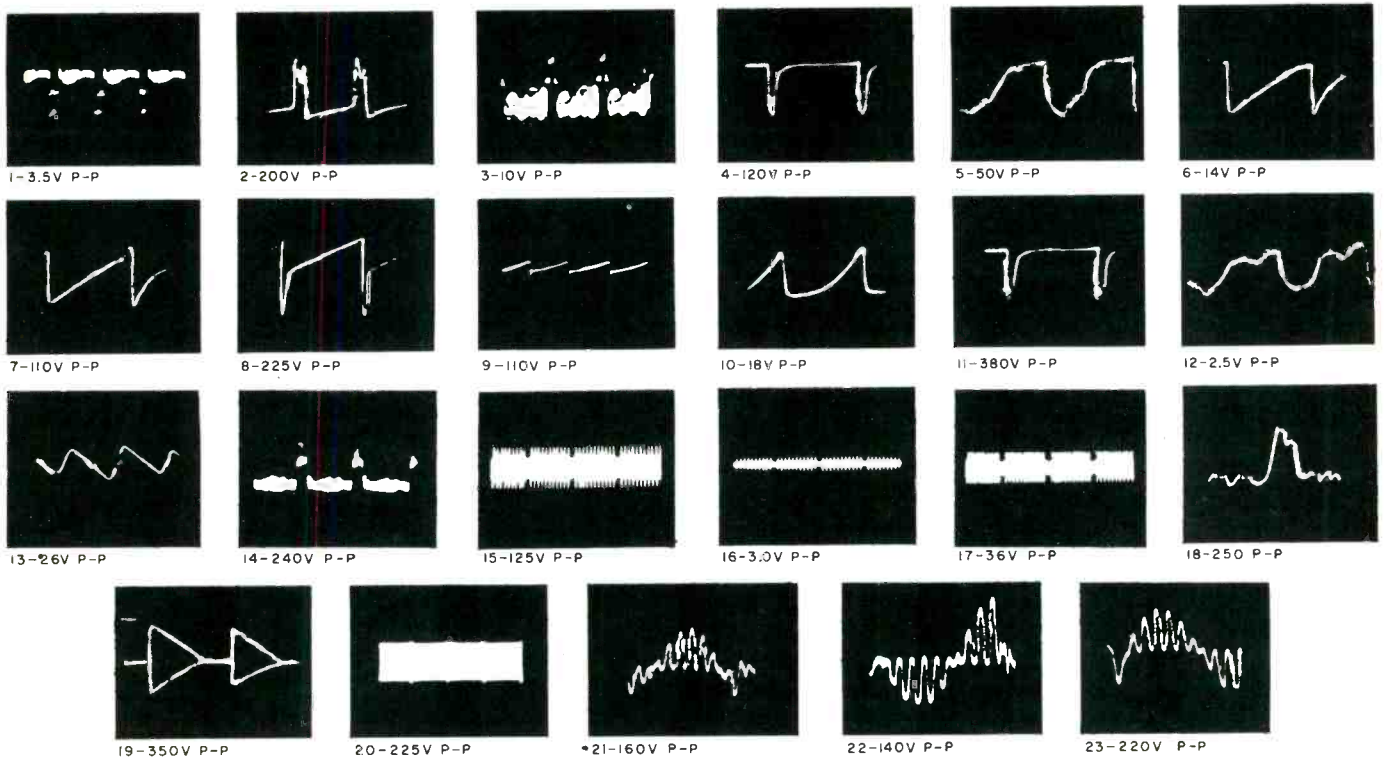 1-3.5V P-P
2-200V P-P
3-10V P-P
4-120V P-P
5-50V P-P
6-14V P-P
7-110V P-P
8-225V P-P
9-110V P-P
10-18V P-P
11-380V P-P
12-2.5V P-P
13-26V P-P
14-240V P-P
15-125V P-P
16-3.0V P-P
17-36V P-P
18-250 P-P
19-350V P-P
20-225V P-P
21-160V P-P
22-140V P-P
23-220V P-P